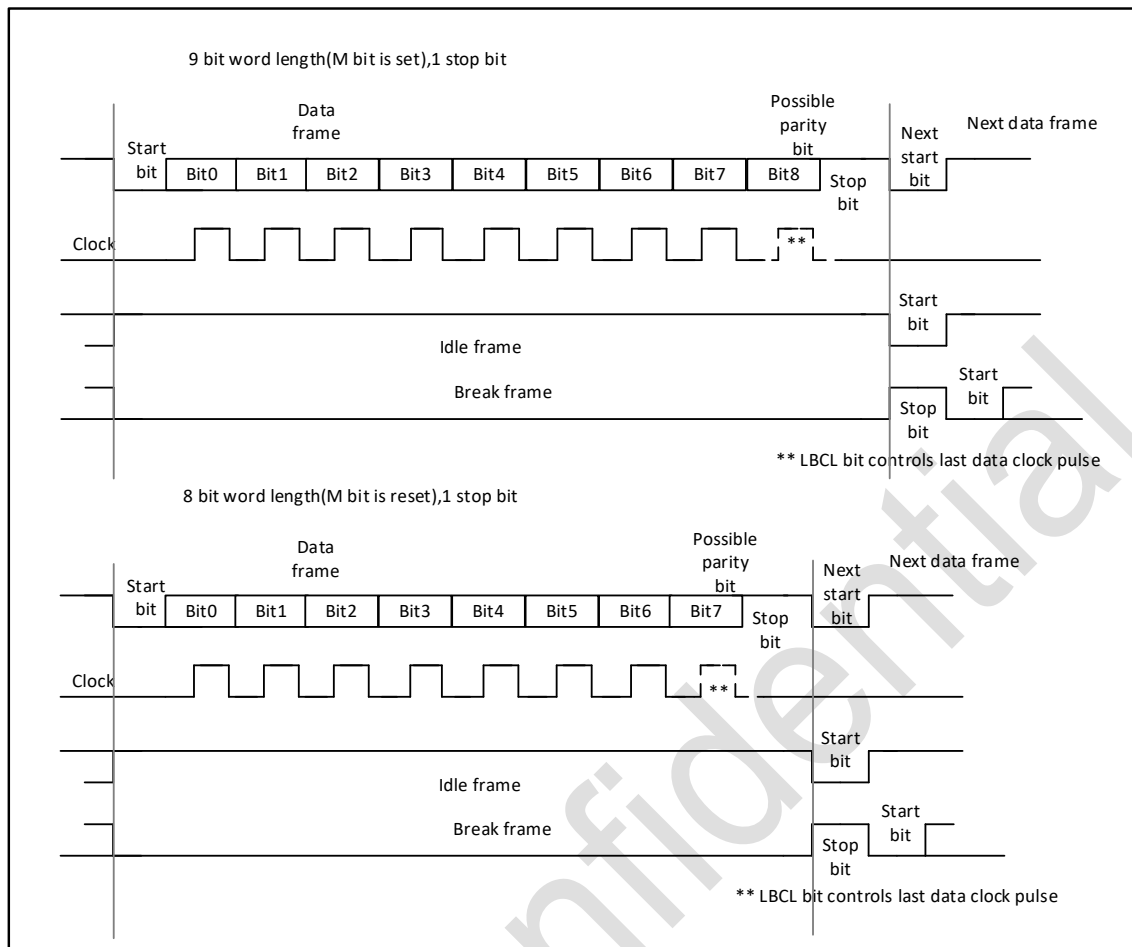 9 bit word length(M bit is set),1 stop bit
Data
frame
Possible
parity
bit
Start
bit
Next
start
bit
Next data frame
Bit0 Bit1 Bit2 Bit3 Bit4 Bit5 Bit6 Bit7 Bit8
Stop
bit
Clock
**
Start
bit
Idle frame
Break frame
Start
bit
Stop
bit
** LBCL bit controls last data clock pulse
8 bit word length(M bit is reset),1 stop bit
Data
frame
Possible
parity
bit
Start
bit
Next
start
bit
Next data frame
Bit0 Bit1 Bit2 Bit3 Bit4 Bit5 Bit6 Bit7
Stop
bit
Clock
**
Start
bit
Idle frame
Break frame
Start
bit
Stop
bit
** LBCL bit controls last data clock pulse
nfidential